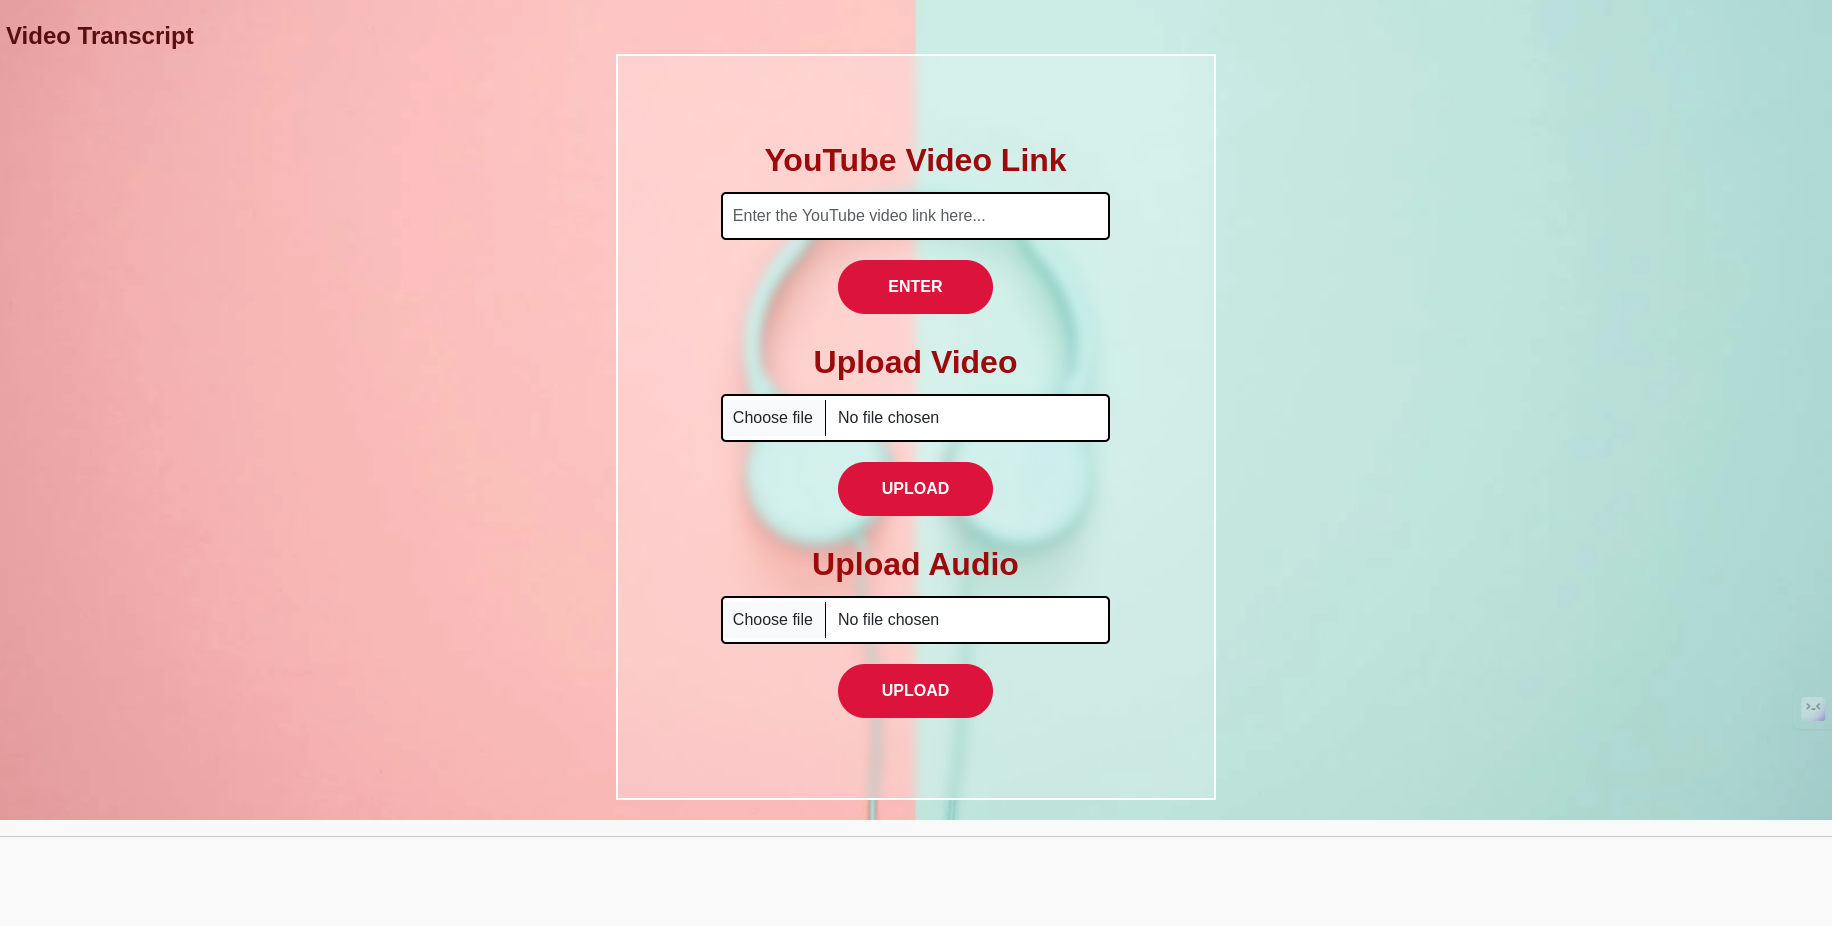 Video Transcript
YouTube Video Link
Enter the YouTube video link here...
ENTER
Upload Video
Choose file No file chosen
UPLOAD
Upload Audio
Choose file No file chosen
UPLOAD